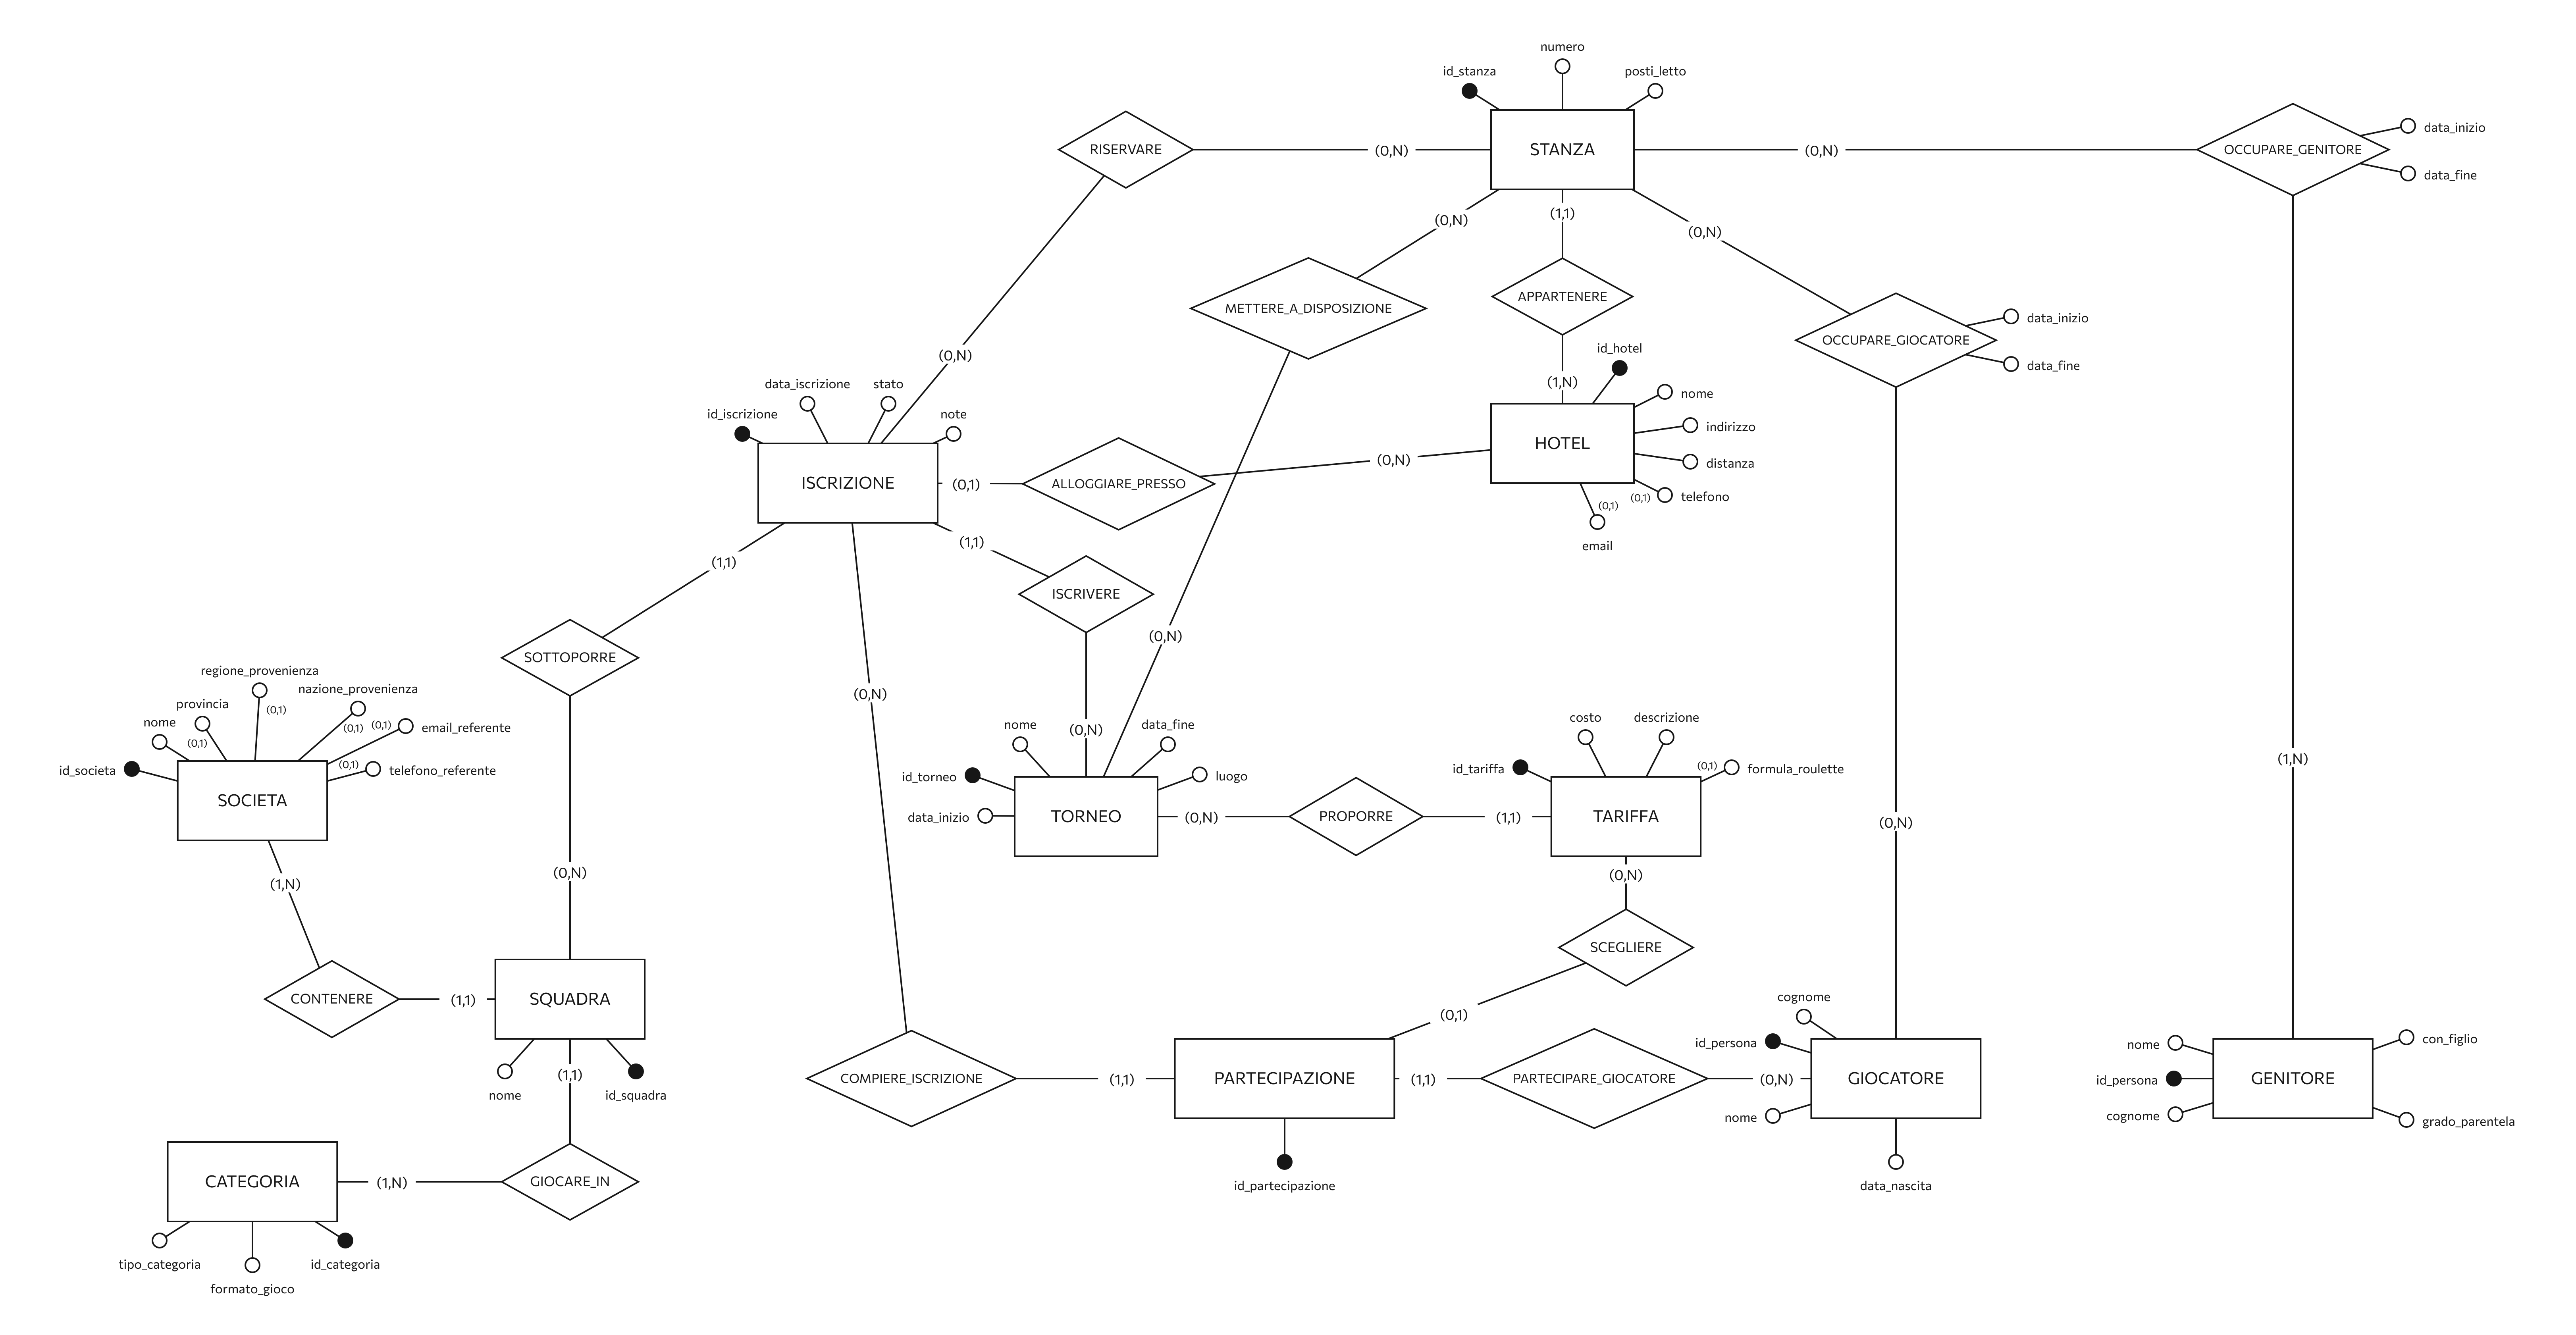 numero
id_stanza
posti_letto
STANZA
RISERVARE
(0,N)
(0,N)
OCCUPARE_GENITORE
data_inizio
data_fine
(0,N)
(1,1)
(0,N)
METTERE_A_DISPOSIZIONE
APPARTENERE
OCCUPARE_GIOCATORE
data_inizio
data_fine
(0,N)
id_hotel
(1,N)
nome
indirizzo
HOTEL
distanza
(0,1)
telefono
(0,1)
email
data_iscrizione
stato
id_iscrizione
note
ISCRIZIONE
(0,1)
ALLOGGIARE_PRESSO
(0,N)
(1,1)
(1,1)
ISCRIVERE
SOTTOPORRE
(0,N)
(0,N)
(0,N)
regione_provenienza
nazione_provenienza
provincia
(0,1)
nome
(0,1)
(0,1)
(0,1)
email_referente
id_societa
(0,1)
telefono_referente
SOCIETA
nome
data_fine
id_torneo
luogo
data_inizio
TORNEO
(0,N)
PROPORRE
(1,1)
costo
descrizione
id_tariffa
(0,1)
formula_roulette
TARIFFA
(0,N)
(1,N)
(1,N)
(0,N)
(0,N)
SCEGLIERE
(0,1)
CONTENERE
(1,1)
SQUADRA
(1,1)
nome
id_squadra
COMPIERE_ISCRIZIONE
(1,1)
PARTECIPAZIONE
(1,1)
PARTECIPARE_GIOCATORE
(0,N)
cognome
id_persona
GIOCATORE
nome
data_nascita
id_partecipazione
nome
id_persona
cognome
GENITORE
con_figlio
grado_parentela
CATEGORIA
(1,N)
GIOCARE_IN
tipo_categoria
formato_gioco
id_categoria